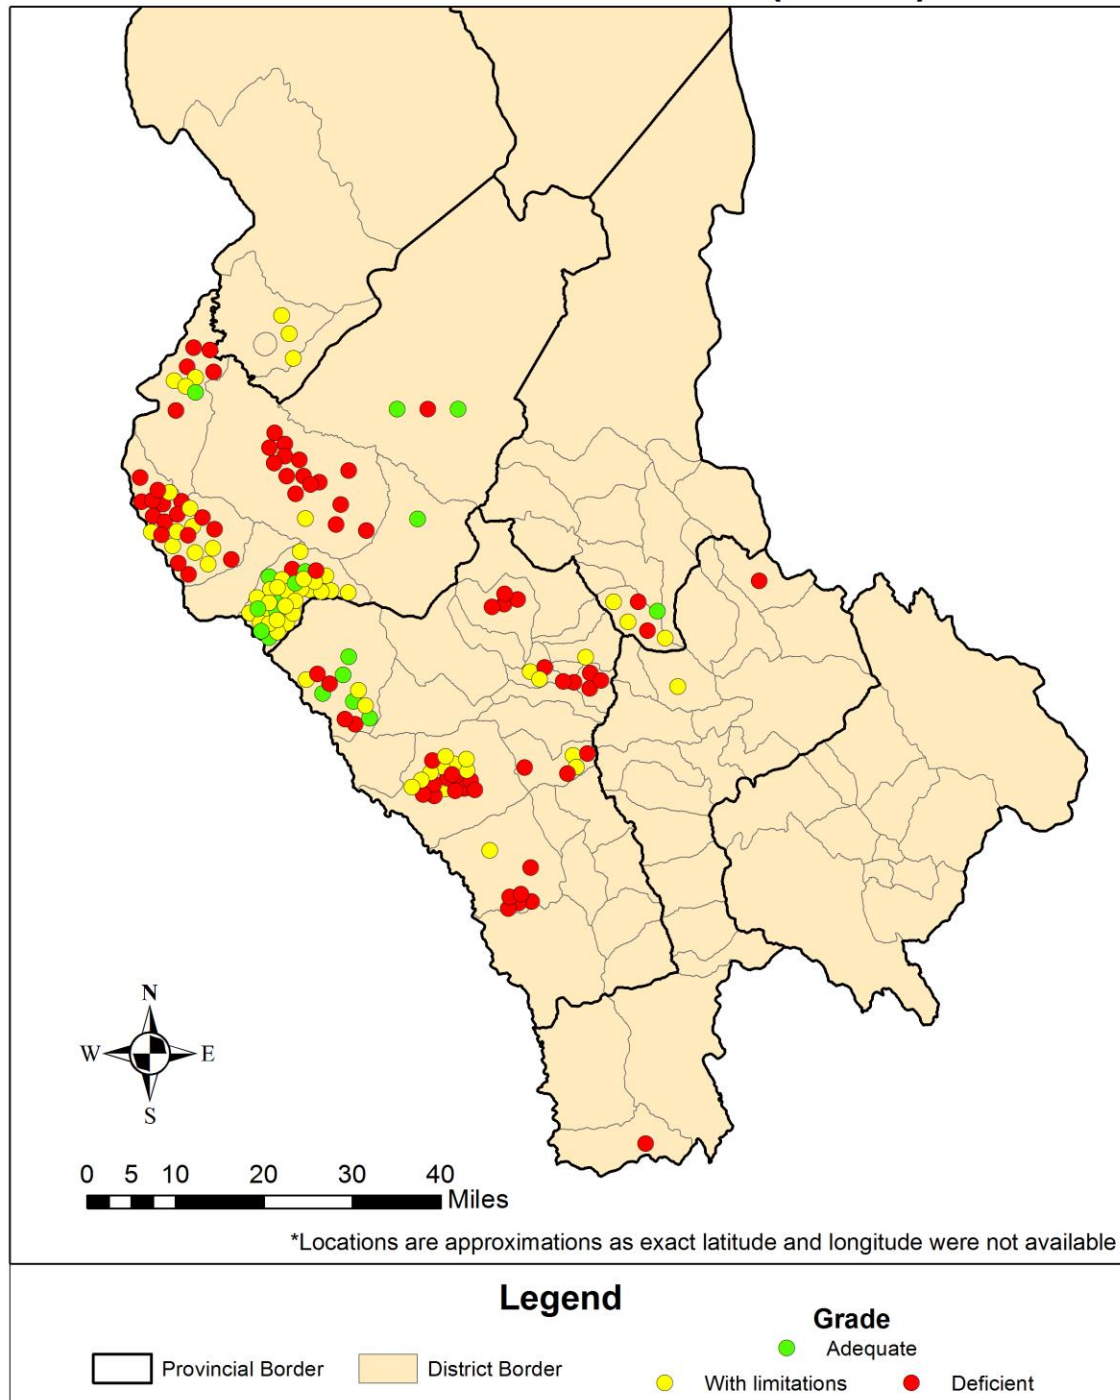 N
W E
S
0 5 10 20 30 40
Miles
*Locations are approximations as exact latitude and longitude were not available
Legend
Grade
Provincial Border
District Border
Adequate
With limitations
Deficient